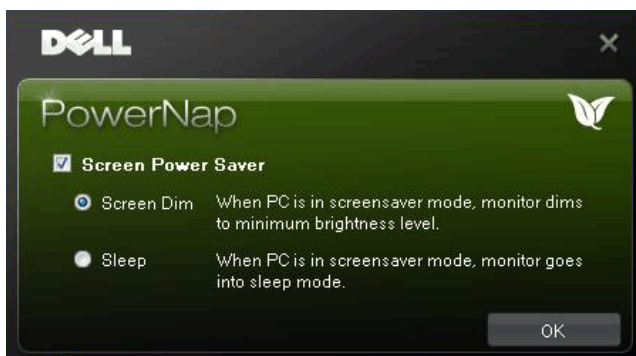 DELL
PowerNap
Screen Power Saver
Screen Dim When PC is in screensaver mode, monitor dims
to minimum brightness level.
Sleep When PC is in screensaver mode, monitor goes
into sleep mode.
OK